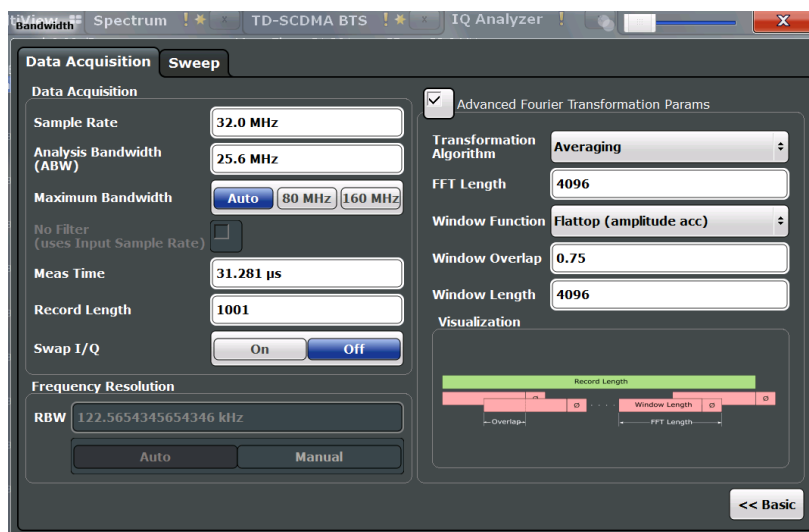 Spectrum ! TD-SCDMA BTS ! IQ Analyzer !
Bandwidth
Data Acquisition Sweep
Data Acquisition
Sample Rate 32.0 MHz
Analysis Bandwidth (ABW) 25.6 MHz
Maximum Bandwidth Auto 80 MHz 160 MHz
No Filter
(uses Input Sample Rate)
Meas Time 31.281 µs
Record Length 1001
Swap I/Q On Off
Frequency Resolution
RBW 122.5654345654346 kHz
Auto Manual
Advanced Fourier Transformation Params
Transformation Algorithm Averaging
FFT Length 4096
Window Function Flattop (amplitude acc)
Window Overlap 0.75
Window Length 4096
Visualization
Record Length
Ø Ø
Ø Window Length Ø
Overlap FFT Length
<< Basic